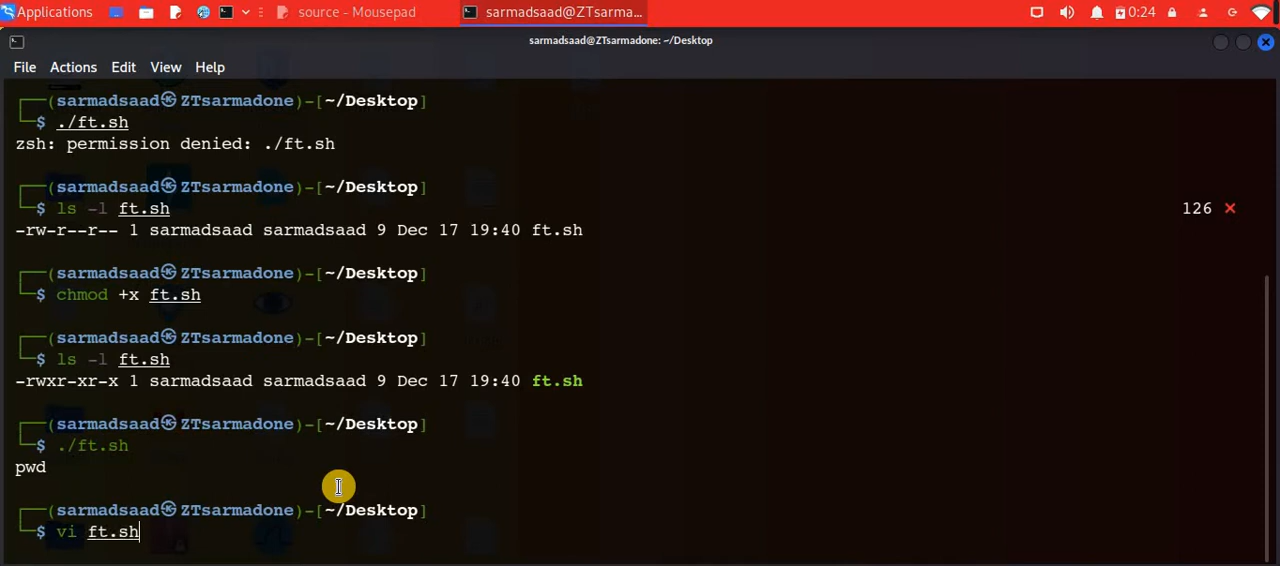 Applications source - Mousepad sarmadsaad@ZTsarma... 0:24
sarmadsaad@ZTsarmadone: ~/Desktop
File Actions Edit View Help
┌──(sarmadsaad㉿ZTsarmadone)-[~/Desktop]
└─$ ./ft.sh
zsh: permission denied: ./ft.sh
┌──(sarmadsaad㉿ZTsarmadone)-[~/Desktop]
└─$ ls -l ft.sh 126 ✕
-rw-r--r-- 1 sarmadsaad sarmadsaad 9 Dec 17 19:40 ft.sh
┌──(sarmadsaad㉿ZTsarmadone)-[~/Desktop]
└─$ chmod +x ft.sh
┌──(sarmadsaad㉿ZTsarmadone)-[~/Desktop]
└─$ ls -l ft.sh
-rwxr-xr-x 1 sarmadsaad sarmadsaad 9 Dec 17 19:40 ft.sh
┌──(sarmadsaad㉿ZTsarmadone)-[~/Desktop]
└─$ ./ft.sh
pwd
┌──(sarmadsaad㉿ZTsarmadone)-[~/Desktop]
└─$ vi ft.sh